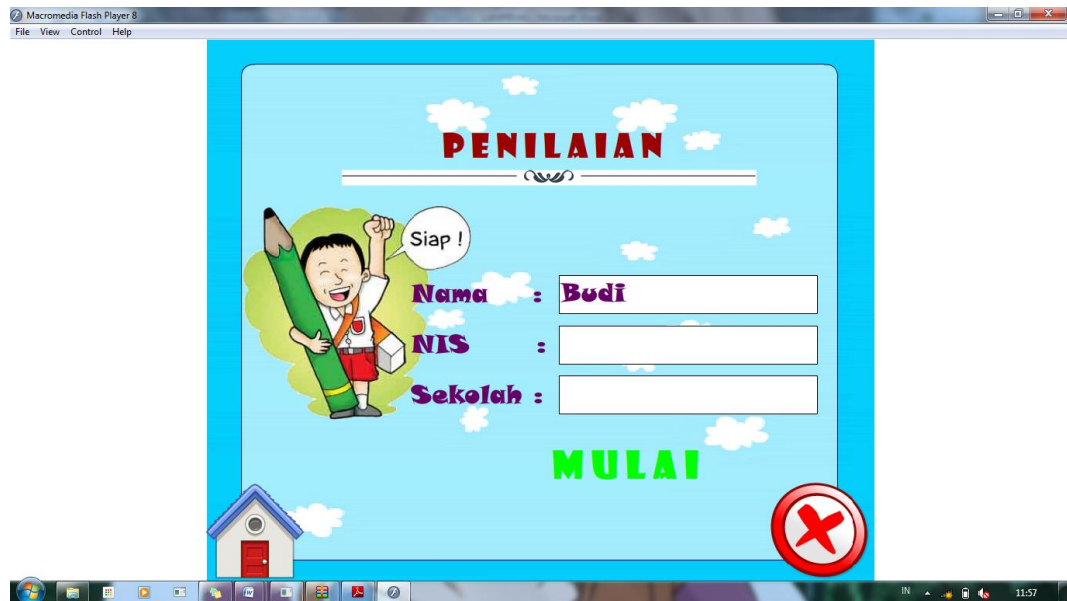 Macromedia Flash Player 8
File View Control Help
PENILAIAN
Siap !
Nama : Budi
NIS :
Sekolah :
MULAI
IN 11:57